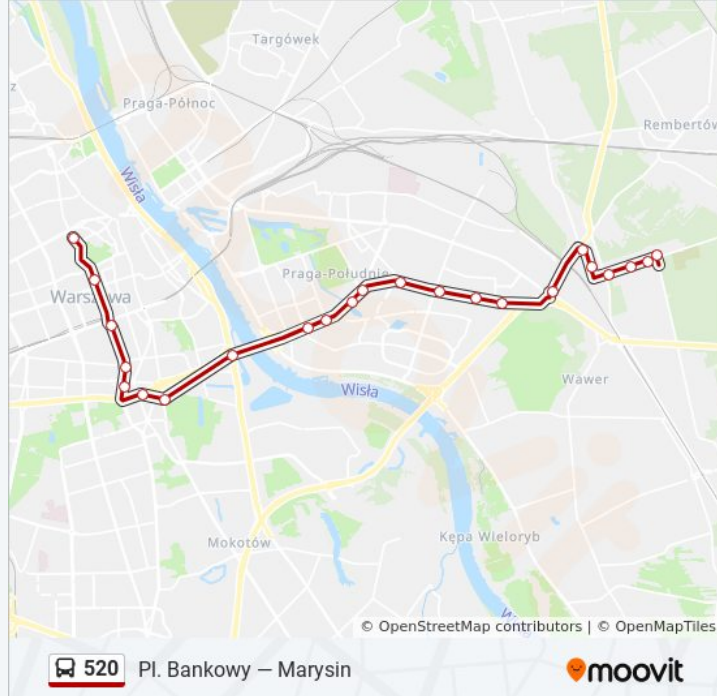 Targówek
z
Praga-Północ
Rembertów
Wisła
Praga-Południe
Warszawa
Wisła
Wawer
Mokotów
Kępa Wieloryb
© OpenStreetMap contributors | © OpenMapTiles
520 Pl. Bankowy — Marysin
moovit